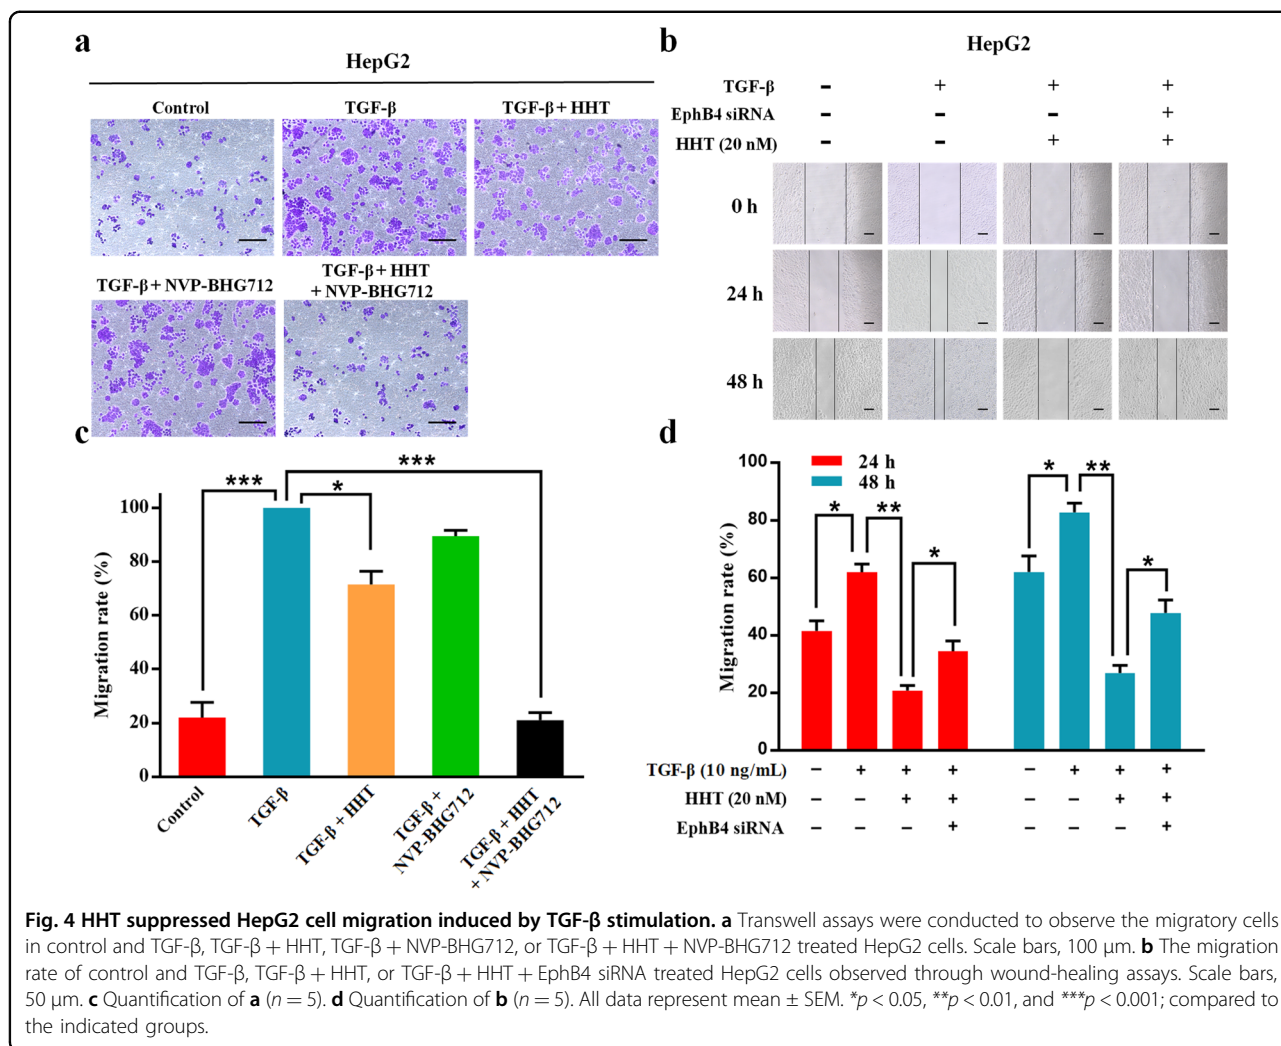 a
HepG2
Control
TGF-β
TGF-β + HHT
TGF-β + NVP-BHG712
TGF-β + HHT
+ NVP-BHG712
b
HepG2
TGF-β - + + +
EphB4 siRNA - - - +
HHT (20 nM) - - + +
0 h
24 h
48 h
c
Migration rate (%)
100
80
60
40
20
0
***
*
***
Control
TGF-β
TGF-β + HHT
TGF-β +
NVP-BHG712
TGF-β + HHT
+ NVP-BHG712
d
24 h
48 h
Migration rate (%)
100
80
60
40
20
0
* ** *
* ** *
TGF-β (10 ng/mL) − + + + − + + +
HHT (20 nM) − − + + − − + +
EphB4 siRNA − − − + − − − +
Fig. 4 HHT suppressed HepG2 cell migration induced by TGF-β stimulation. a Transwell assays were conducted to observe the migratory cells
in control and TGF-β, TGF-β + HHT, TGF-β + NVP-BHG712, or TGF-β + HHT + NVP-BHG712 treated HepG2 cells. Scale bars, 100 μm. b The migration
rate of control and TGF-β, TGF-β + HHT, or TGF-β + HHT + EphB4 siRNA treated HepG2 cells observed through wound-healing assays. Scale bars,
50 μm. c Quantification of a (n = 5). d Quantification of b (n = 5). All data represent mean ± SEM. *p < 0.05, **p < 0.01, and ***p < 0.001; compared to
the indicated groups.